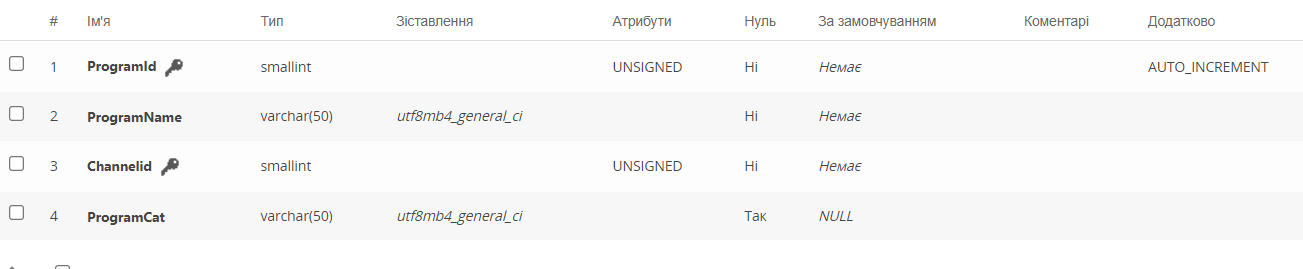 # Ім'я Тип Зіставлення Атрибути Нуль За замовчуванням Коментарі Додатково
1 ProgramId smallint UNSIGNED Ні Немає AUTO_INCREMENT
2 ProgramName varchar(50) utf8mb4_general_ci Ні Немає
3 Channelid smallint UNSIGNED Ні Немає
4 ProgramCat varchar(50) utf8mb4_general_ci Так NULL